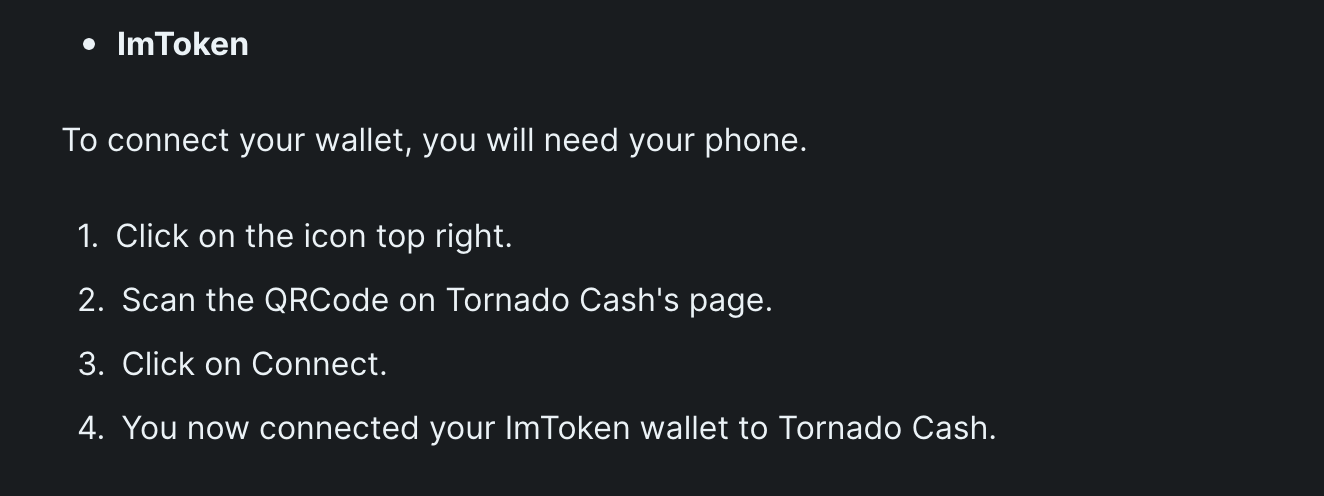 • ImToken
To connect your wallet, you will need your phone.
1. Click on the icon top right.
2. Scan the QRCode on Tornado Cash's page.
3. Click on Connect.
4. You now connected your ImToken wallet to Tornado Cash.